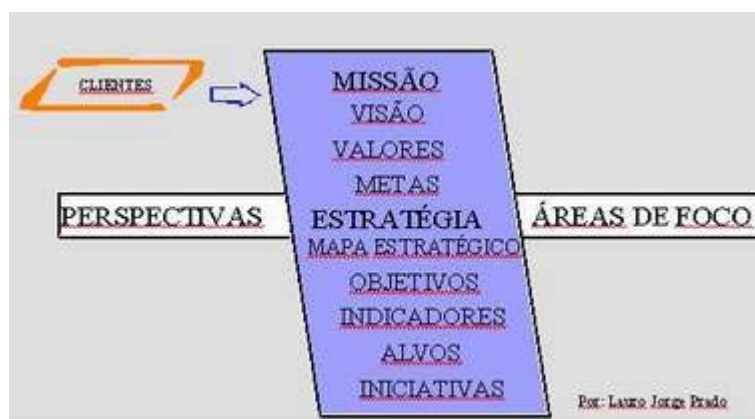 CLIENTES
MISSÃO
VISÃO
VALORES
METAS
PERSPECTIVAS ESTRATÉGIA ÁREAS DE FOCO
MAPA ESTRATÉGICO
OBJETIVOS
INDICADORES
ALVOS
INICIATIVAS
Por: Lauro Jorge Prado